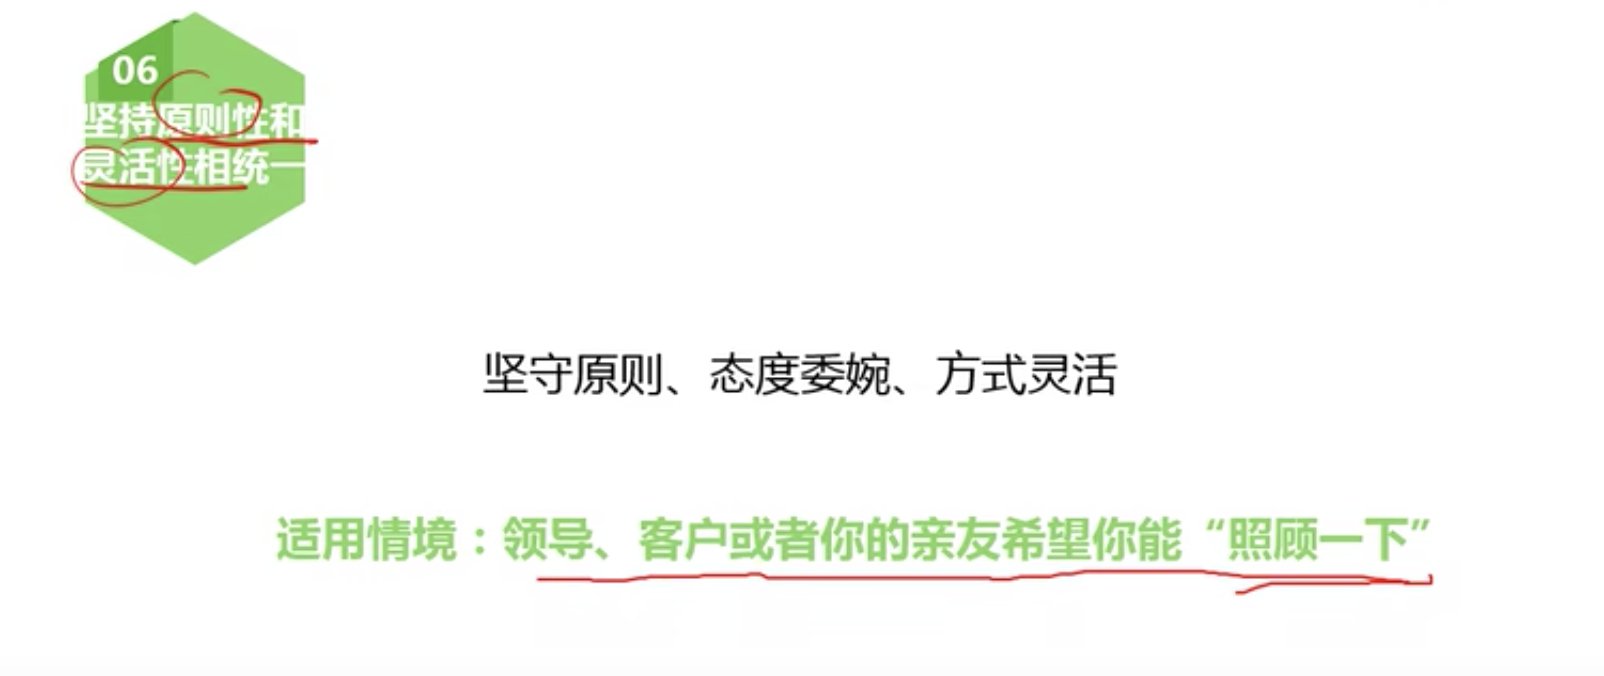 06
坚持原则性和
灵活性相统一
坚守原则、态度委婉、方式灵活
适用情境：领导、客户或者你的亲友希望你能“照顾一下”